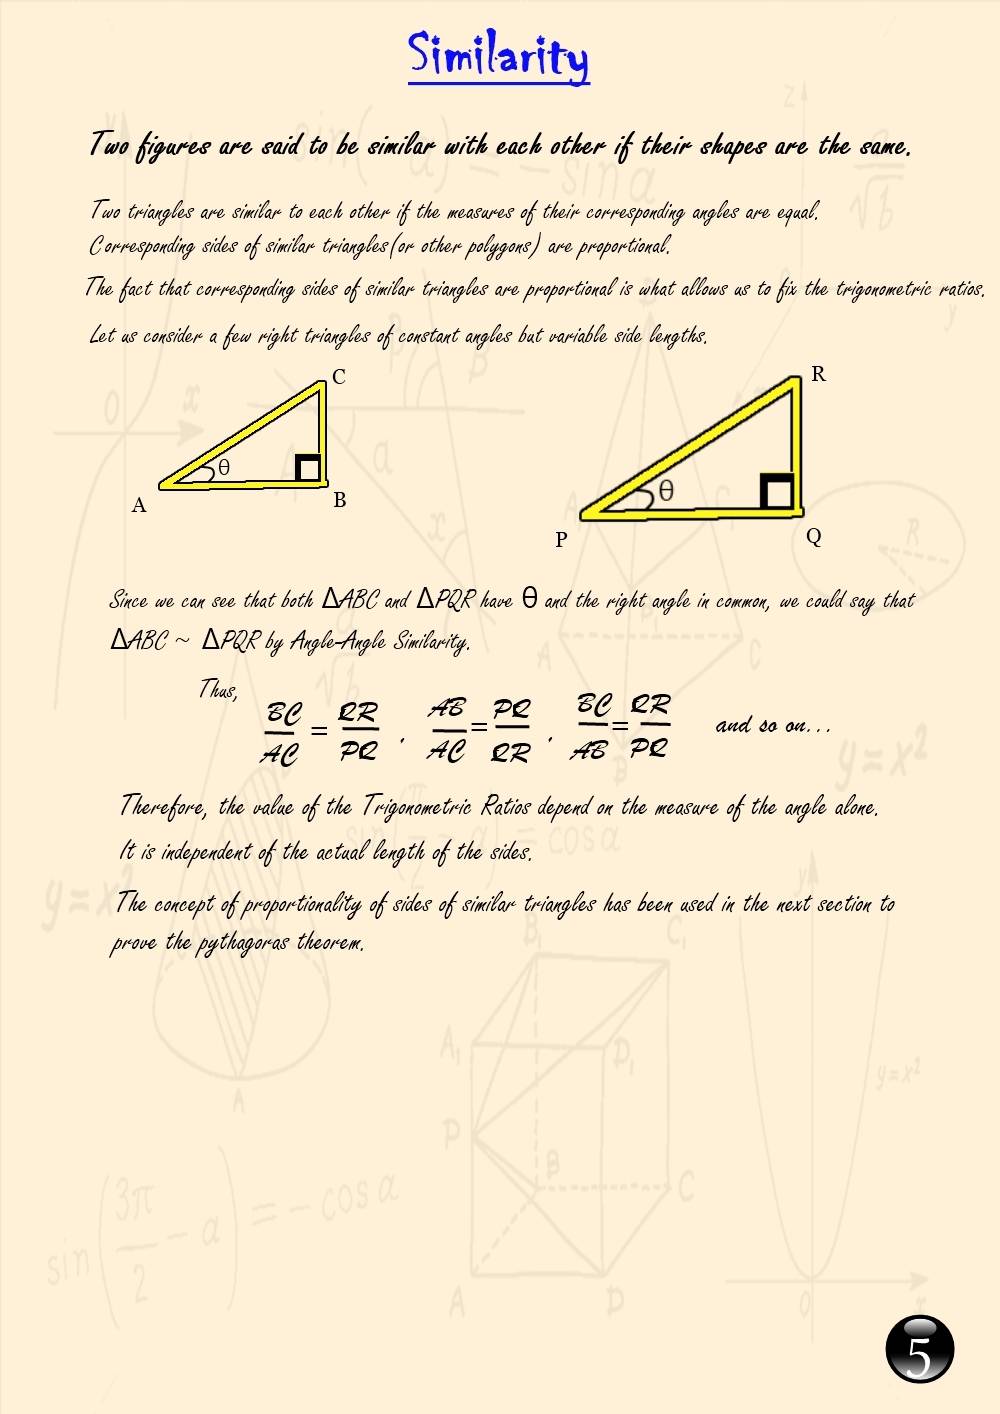 Similarity
Two figures are said to be similar with each other if their shapes are the same.
Two triangles are similar to each other if the measures of their corresponding angles are equal.
Corresponding sides of similar triangles(or other polygons) are proportional.
The fact that corresponding sides of similar triangles are proportional is what allows us to fix the trigonometric ratios.
Let us consider a few right triangles of constant angles but variable side lengths.
C
θ
A
B
R
θ
P
Q
Since we can see that both ΔABC and ΔPQR have θ and the right angle in common, we could say that
ΔABC ~ ΔPQR by Angle-Angle Similarity.
Thus,
BC/AC = QR/PQ , AB/AC = PQ/QR , BC/AB = QR/PQ and so on...
Therefore, the value of the Trigonometric Ratios depend on the measure of the angle alone.
It is independent of the actual length of the sides.
The concept of proportionality of sides of similar triangles has been used in the next section to
prove the pythagoras theorem.
y=x²
y=x²
y=x²
sin(3π/2 - α) = -cos α
5